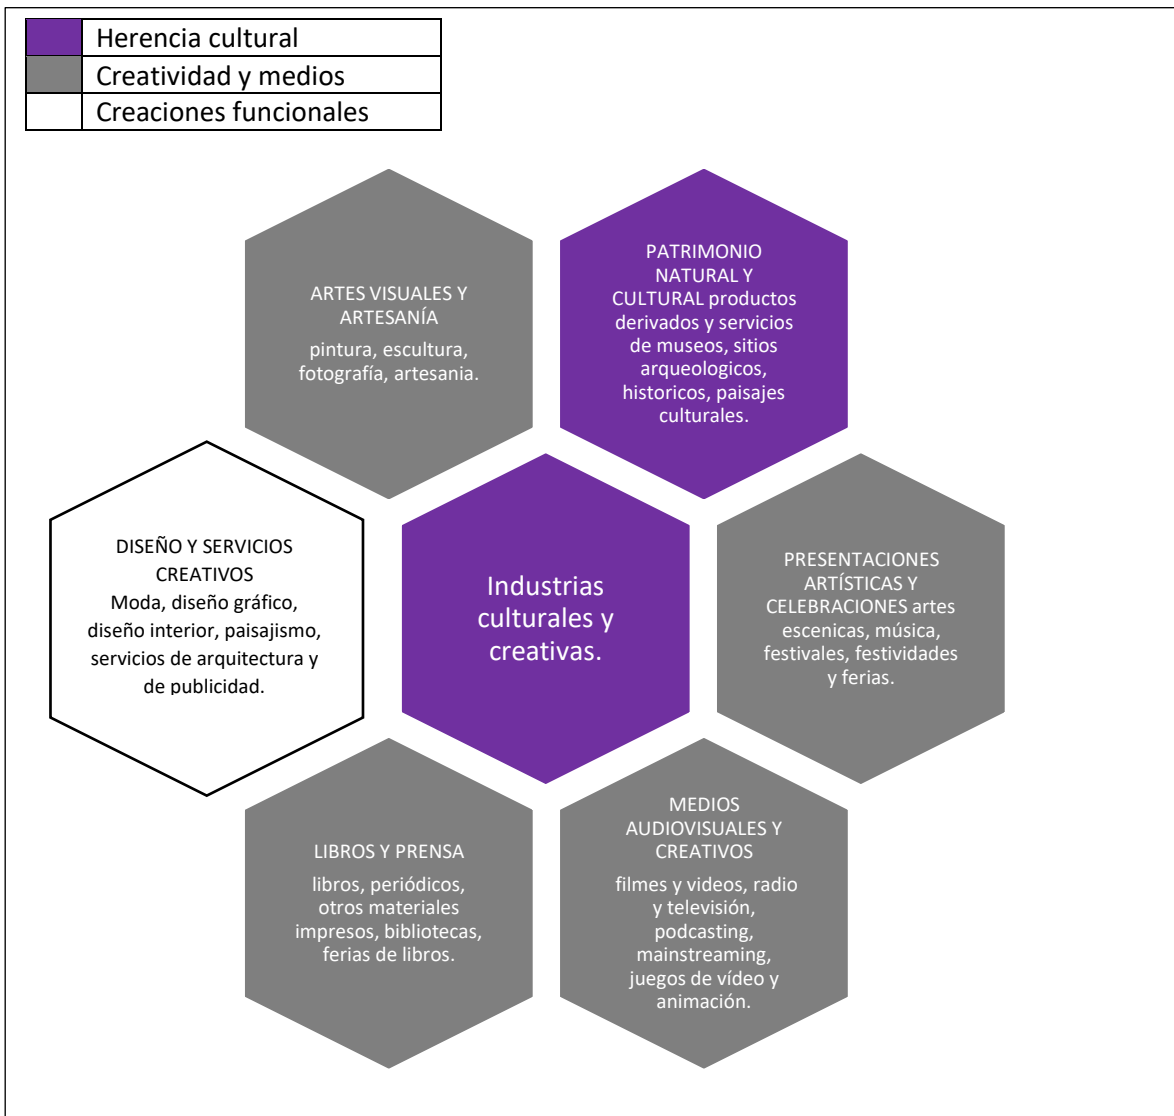 Herencia cultural
Creatividad y medios
Creaciones funcionales
ARTES VISUALES Y
ARTESANÍA
pintura, escultura,
fotografía, artesania.
PATRIMONIO
NATURAL Y
CULTURAL productos
derivados y servicios
de museos, sitios
arqueologicos,
historicos, paisajes
culturales.
DISEÑO Y SERVICIOS
CREATIVOS
Moda, diseño gráfico,
diseño interior, paisajismo,
servicios de arquitectura y
de publicidad.
Industrias
culturales y
creativas.
PRESENTACIONES
ARTÍSTICAS Y
CELEBRACIONES artes
escenicas, música,
festivales, festividades
y ferias.
LIBROS Y PRENSA
libros, periódicos,
otros materiales
impresos, bibliotecas,
ferias de libros.
MEDIOS
AUDIOVISUALES Y
CREATIVOS
filmes y videos, radio
y televisión,
podcasting,
mainstreaming,
juegos de vídeo y
animación.